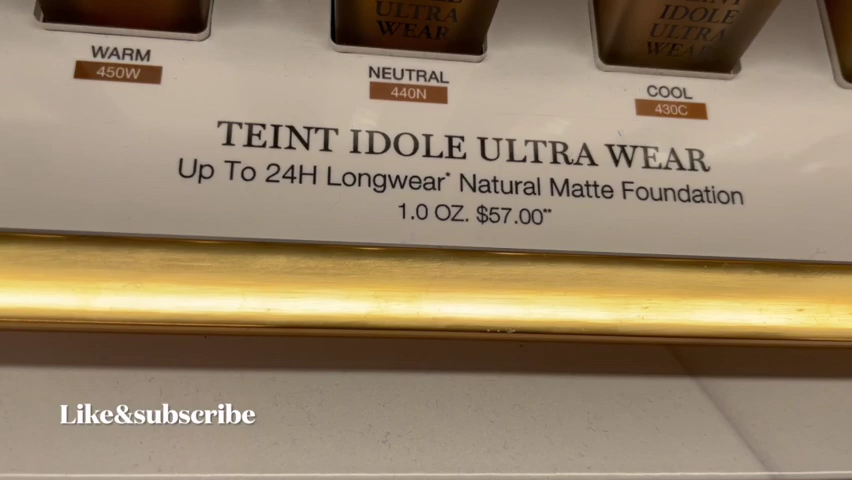 ULTRA
WEAR
TEINT
IDOLE
ULTRA
WEAR
WARM
450W
NEUTRAL
440N
COOL
430C
TEINT IDOLE ULTRA WEAR
Up To 24H Longwear* Natural Matte Foundation
1.0 OZ. $57.00**
Like&subscribe